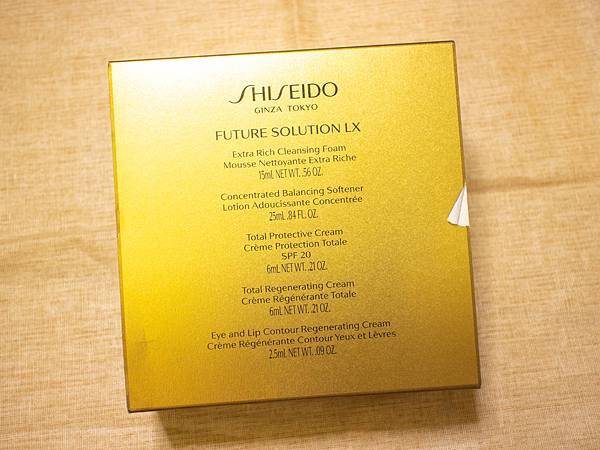 SHISEIDO
GINZA TOKYO
FUTURE SOLUTION LX
Extra Rich Cleansing Foam
Mousse Nettoyante Extra Riche
15mL NET WT. .56 OZ.
Concentrated Balancing Softener
Lotion Adoucissante Concentrée
25mL .84 FL. OZ.
Total Protective Cream
Crème Protection Totale
SPF 20
6mL NET WT. .21 OZ.
Total Regenerating Cream
Crème Régénérante Totale
6mL NET WT. .21 OZ.
Eye and Lip Contour Regenerating Cream
Crème Régénérante Contour Yeux et Lèvres
2.5mL NET WT. .09 OZ.